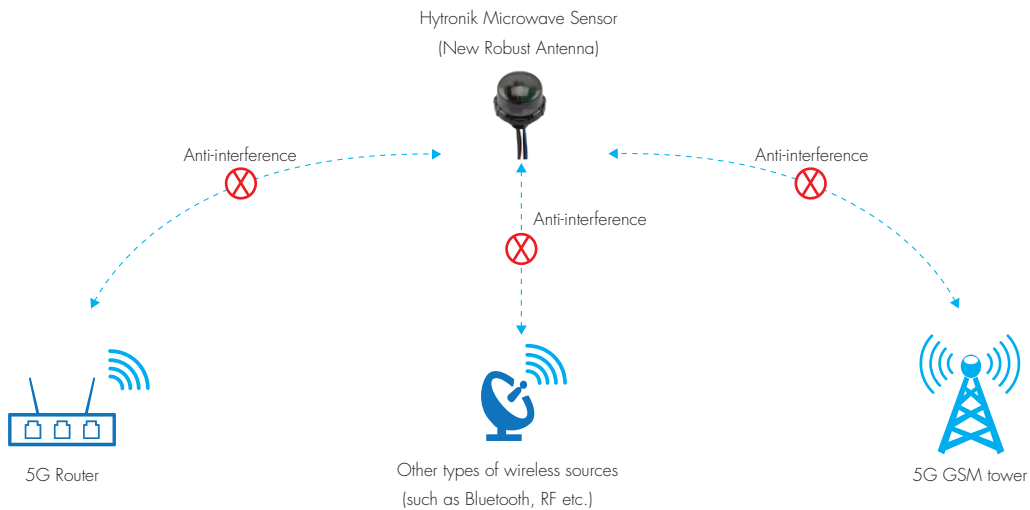 Hytronik Microwave Sensor
(New Robust Antenna)
Anti-interference
Anti-interference
Anti-interference
5G Router
Other types of wireless sources
(such as Bluetooth, RF etc.)
5G GSM tower